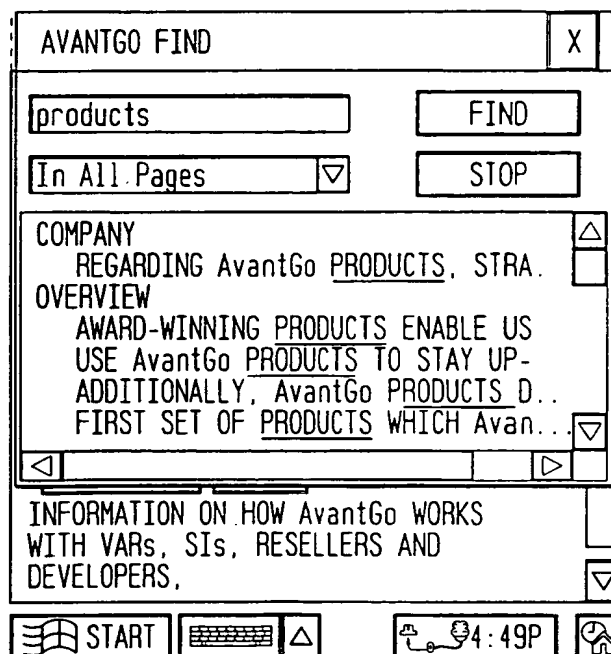 AVANTGO FIND X
products FIND
In All Pages STOP
COMPANY
REGARDING AvantGo PRODUCTS, STRA.
OVERVIEW
AWARD-WINNING PRODUCTS ENABLE US
USE AvantGo PRODUCTS TO STAY UP-
ADDITIONALLY, AvantGo PRODUCTS D..
FIRST SET OF PRODUCTS WHICH Avan...
INFORMATION ON HOW AvantGo WORKS
WITH VARs, SIs, RESELLERS AND
DEVELOPERS,
START 4:49P